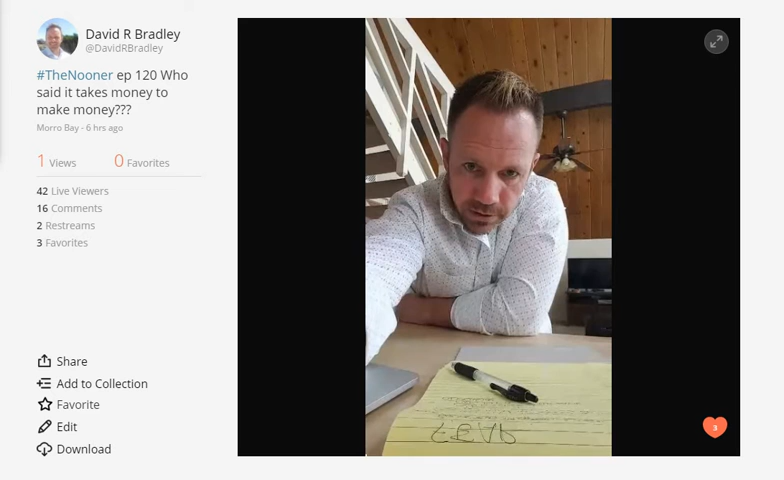 David R Bradley
@DavidRBradley
#TheNooner ep 120 Who
said it takes money to
make money???
Morro Bay - 6 hrs ago
1 Views 0 Favorites
42 Live Viewers
16 Comments
2 Restreams
3 Favorites
Share
Add to Collection
Favorite
Edit
Download
3